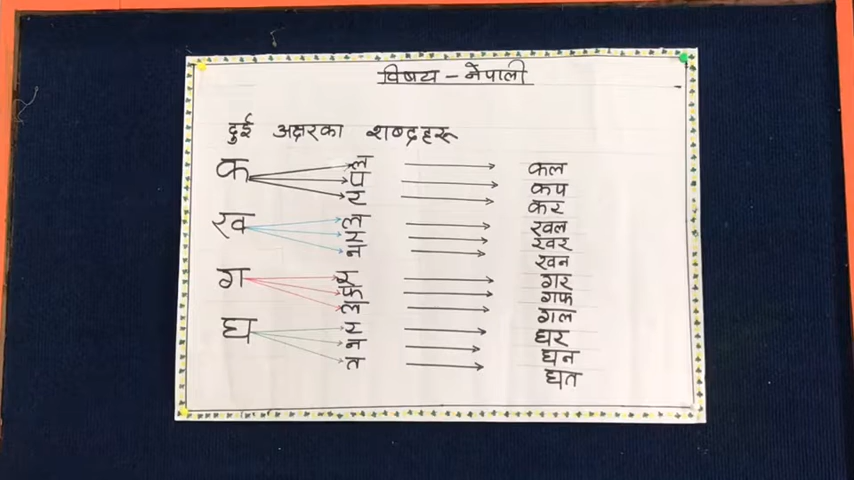 विषय - नेपाली
दुई अक्षरका शब्दहरू
क ल कल
प कप
र कर
ख ल खल
र खर
न खन
ग र गर
फ गफ
ल गल
घ र घर
न घन
त घत